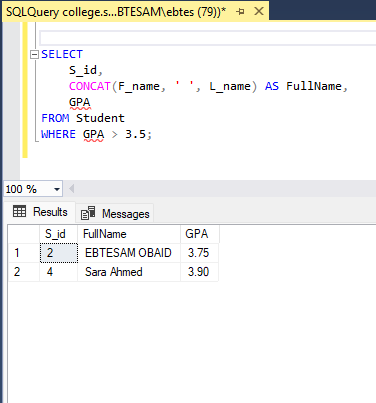 SQLQuery college.s...BTESAM\ebtes (79))*
SELECT
S_id,
CONCAT(F_name, ' ', L_name) AS FullName,
GPA
FROM Student
WHERE GPA > 3.5;
100 %
Results Messages
S_id FullName GPA
1 2 EBTESAM OBAID 3.75
2 4 Sara Ahmed 3.90